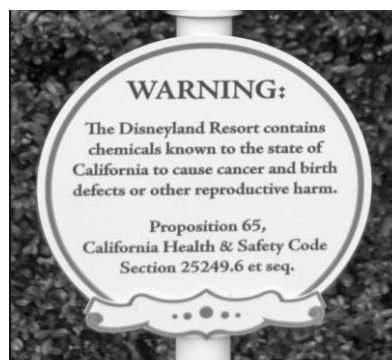 WARNING:
The Disneyland Resort contains
chemicals known to the state of
California to cause cancer and birth
defects or other reproductive harm.
Proposition 65,
California Health & Safety Code
Section 25249.6 et seq.